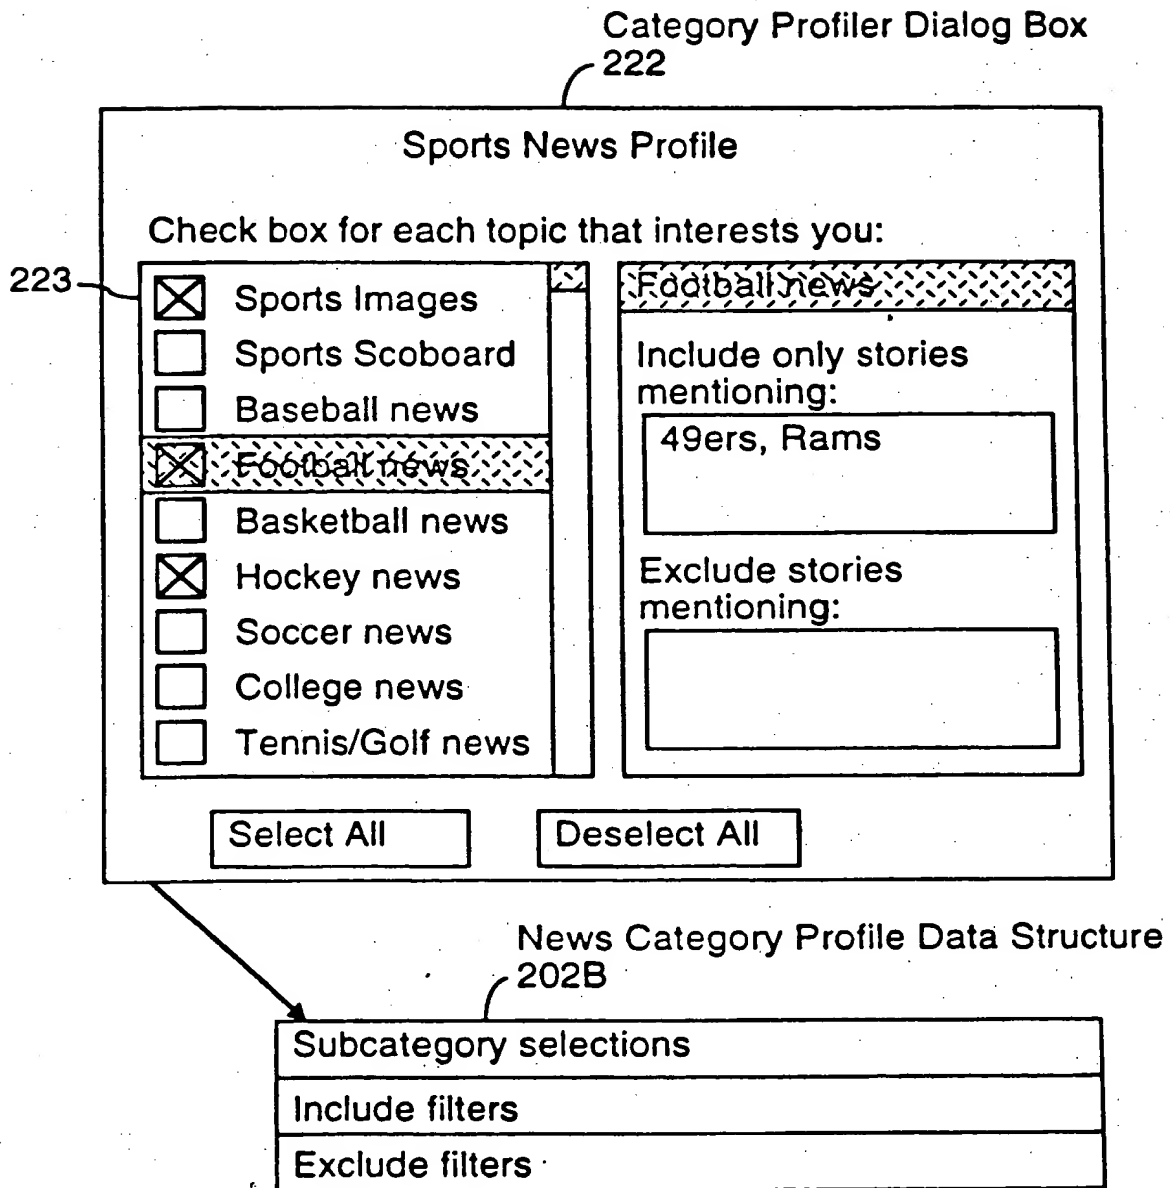 Category Profiler Dialog Box
222
Sports News Profile
Check box for each topic that interests you:
223
Sports Images
Sports Scoboard
Baseball news
Football news
Basketball news
Hockey news
Soccer news
College news
Tennis/Golf news
Football news
Include only stories
mentioning:
49ers, Rams
Exclude stories
mentioning:
Select All
Deselect All
News Category Profile Data Structure
202B
Subcategory selections
Include filters
Exclude filters